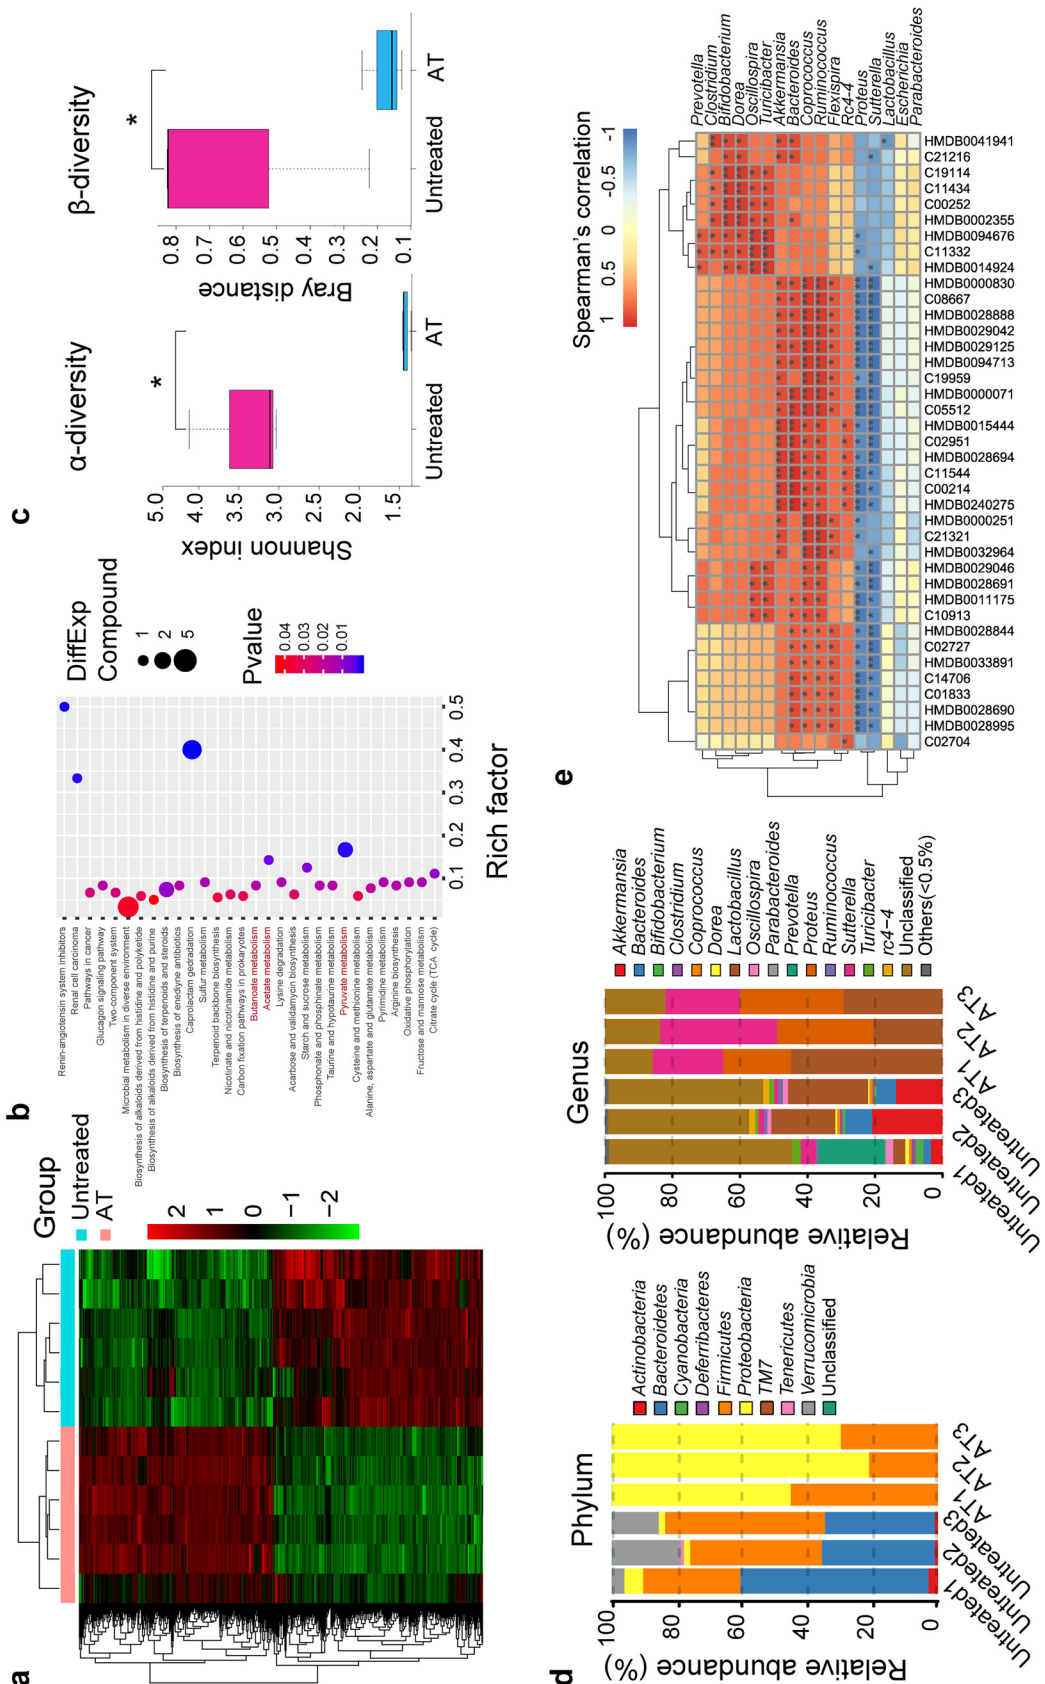 a
Group
Untreated
AT
2
1
0
−1
−2
b
Renin-angiotensin system inhibitors
Renal cell carcinoma
Pathways in cancer
Glucagon signaling pathway
Two-component system
Microbial metabolism in diverse environment
Biosynthesis of alkaloids derived from histidine and polyketide
Biosynthesis of alkaloids derived from histidine and purine
Biosynthesis of terpenoids and steroids
Biosynthesis of enediyne antibiotics
Caprolactam gedradation
Sulfur metabolism
Terpenoid backbone biosynthesis
Nicotinate and nicotinamide metabolism
Carbon fixation pathways in prokaryotes
Butanoate metabolism
Acetate metabolism
Lysine degradation
Acarbose and validamycin biosynthesis
Starch and sucrose metabolism
Phosphonate and phosphinate metabolism
Taurine and hypotaurine metabolism
Pyruvate metabolism
Cysteine and methionine metabolism
Alanine, aspartate and glutamate metabolism
Pyrimidine metabolism
Arginine biosynthesis
Oxidative phosphorylation
Fructose and mannose metabolism
Citrate cycle (TCA cycle)
0.1
0.2
0.3
0.4
0.5
Rich factor
DiffExp
Compound
1
2
5
Pvalue
0.04
0.03
0.02
0.01
c
α-diversity
*
5.0
4.0
3.5
3.0
2.5
2.0
1.5
Shannon index
Untreated
AT
β-diversity
*
0.8
0.7
0.6
0.5
0.4
0.3
0.2
0.1
Bray distance
Untreated
AT
d
Phylum
100
80
60
40
20
0
Relative abundance (%)
Untreated1
Untreated2
Untreated3
AT1
AT2
AT3
Actinobacteria
Bacteroidetes
Cyanobacteria
Deferribacteres
Firmicutes
Proteobacteria
TM7
Tenericutes
Verrucomicrobia
Unclassified
Genus
100
80
60
40
20
0
Relative abundance (%)
Untreated1
Untreated2
Untreated3
AT1
AT2
AT3
Akkermansia
Bacteroides
Bifidobacterium
Clostridium
Coprococcus
Dorea
Lactobacillus
Oscillospira
Parabacteroides
Prevotella
Proteus
Ruminococcus
Sutterella
Turicibacter
rc4-4
Unclassified
Others(<0.5%)
e
Spearman's correlation
1
0.5
0
-0.5
-1
Prevotella
Clostridium
Bifidobacterium
Dorea
Oscillospira
Turicibacter
Akkermansia
Bacteroides
Coprococcus
Ruminococcus
Flexispira
Rc4-4
Proteus
Sutterella
Lactobacillus
Escherichia
Parabacteroides
C02704
HMDB0028995
HMDB0028690
C01833
C14706
HMDB0033891
C02727
HMDB0028844
C10913
HMDB0011175
HMDB0028691
HMDB0029046
HMDB0032964
C21321
HMDB0000251
HMDB0240275
C00214
C11544
HMDB0028694
C02951
HMDB0015444
C05512
HMDB0000071
C19959
HMDB0094713
HMDB0029125
HMDB0029042
HMDB0028888
C08667
HMDB0000830
HMDB0014924
C11332
HMDB0094676
HMDB0002355
C00252
C11434
C19114
C21216
HMDB0041941